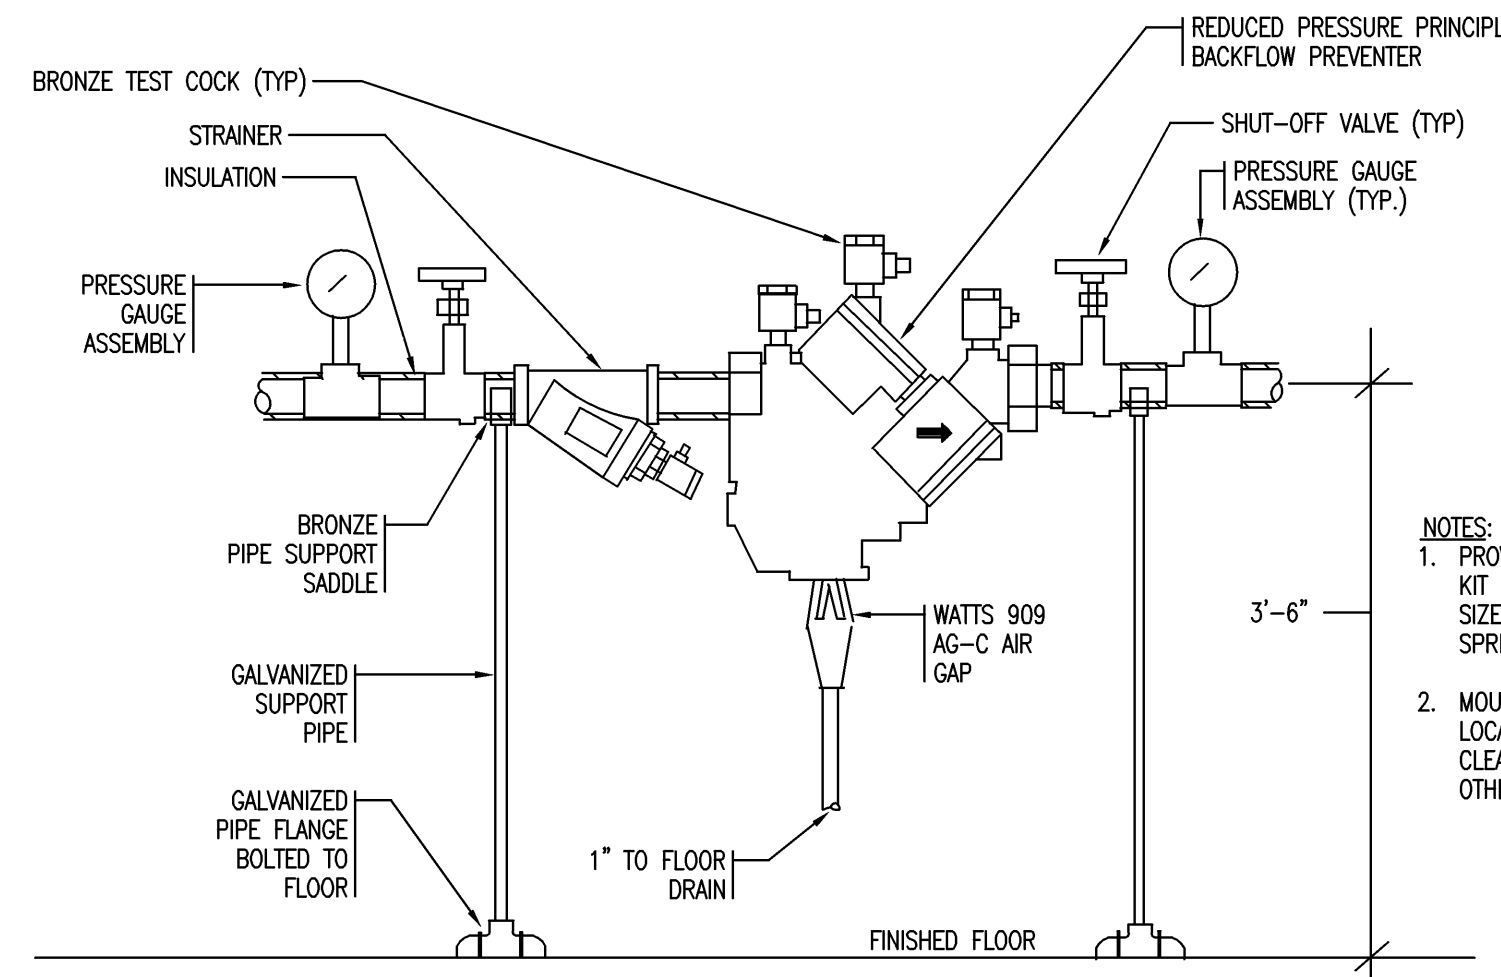 REDUCED PRESSURE
BACKFLOW PREVENTER
BRONZE TEST COCK (TYP)
STRAINER
INSULATION
SHUT-OFF VALVE (TYP)
PRESSURE GAUGE
ASSEMBLY (TYP.)
PRESSURE
GAUGE
ASSEMBLY
BRONZE
PIPE SUPPORT
SADDLE
GALVANIZED
SUPPORT
PIPE
GALVANIZED
PIPE FLANGE
BOLTED TO
FLOOR
WATTS 909
AG-C AIR
GAP
1" TO FLOOR
DRAIN
FINISHED FLOOR
3'-6"
NOTES:
1.
KIT
2.